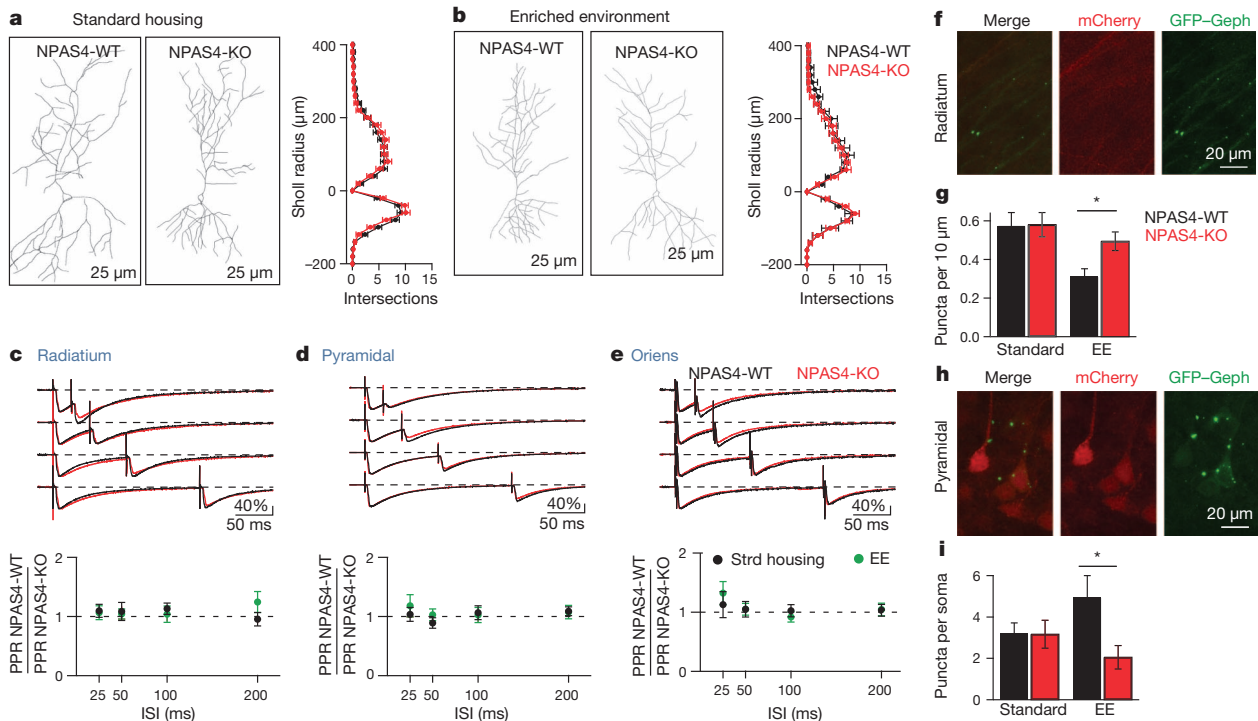 a Standard housing
NPAS4-WT NPAS4-KO
25 μm 25 μm
400
200
0
–200
Sholl radius (μm)
0 5 10 15
Intersections
b Enriched environment
NPAS4-WT NPAS4-KO
25 μm 25 μm
400
200
0
–200
Sholl radius (μm)
NPAS4-WT
NPAS4-KO
0 5 10 15
Intersections
c Radiatium
40%
50 ms
PPR NPAS4-WT
PPR NPAS4-KO
2
1
0
25 50 100 200
ISI (ms)
d Pyramidal
40%
50 ms
PPR NPAS4-WT
PPR NPAS4-KO
2
1
0
25 50 100 200
ISI (ms)
e Oriens
NPAS4-WT NPAS4-KO
40%
50 ms
Strd housing EE
PPR NPAS4-WT
PPR NPAS4-KO
2
1
0
25 50 100 200
ISI (ms)
f
Merge mCherry GFP–Geph
Radiatum
20 μm
g
*
NPAS4-WT
NPAS4-KO
Puncta per 10 μm
0.6
0.4
0.2
0.0
Standard EE
h
Merge mCherry GFP–Geph
Pyramidal
20 μm
i
*
Puncta per soma
6
4
2
0
Standard EE